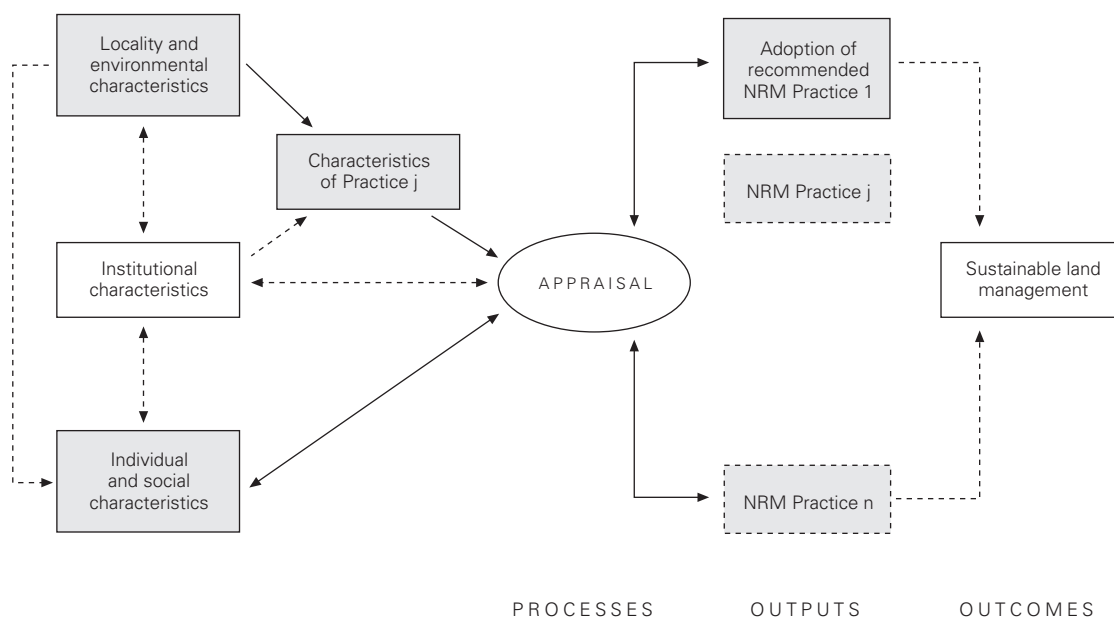 Locality and
environmental
characteristics
Characteristics
of Practice j
Institutional
characteristics
Individual
and social
characteristics
APPRAISAL
Adoption of
recommended
NRM Practice 1
NRM Practice j
NRM Practice n
Sustainable land
management
PROCESSES
OUTPUTS
OUTCOMES